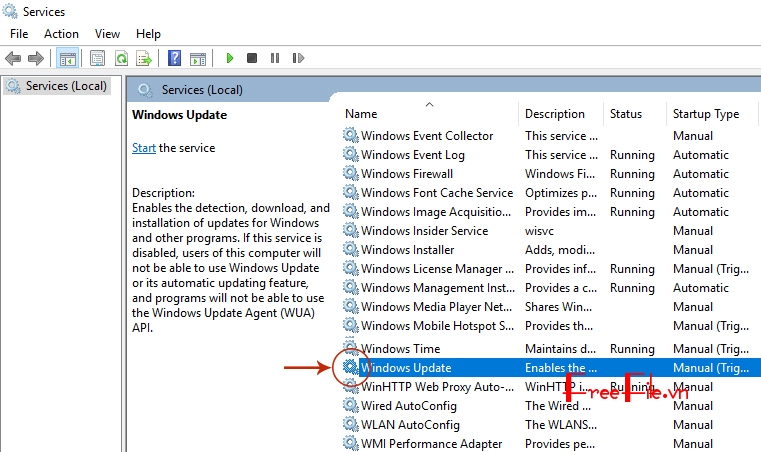 Services
File Action View Help
Services (Local)
Services (Local)
Windows Update
Start the service
Description:
Enables the detection, download, and
installation of updates for Windows
and other programs. If this service is
disabled, users of this computer will
not be able to use Windows Update
or its automatic updating feature,
and programs will not be able to use
the Windows Update Agent (WUA)
API.
Name Description Status Startup Type
Windows Event Collector This service ... Manual
Windows Event Log This service ... Running Automatic
Windows Firewall Windows Fi... Running Automatic
Windows Font Cache Service Optimizes p... Running Automatic
Windows Image Acquisitio... Provides im... Running Automatic
Windows Insider Service wisvc Manual
Windows Installer Adds, modi... Manual
Windows License Manager ... Provides inf... Running Manual (Trig...
Windows Management Inst... Provides a c... Running Automatic
Windows Media Player Net... Shares Win... Manual
Windows Mobile Hotspot S... Provides th... Manual (Trig...
Windows Time Maintains d... Running Manual (Trig...
Windows Update Enables the ... Manual (Trig...
WinHTTP Web Proxy Auto-... WinHTTP i... Running Manual
FreeFile.vn
Wired AutoConfig The Wired ... Manual
WLAN AutoConfig The WLANS... Manual
WMI Performance Adapter Provides pe... Manual